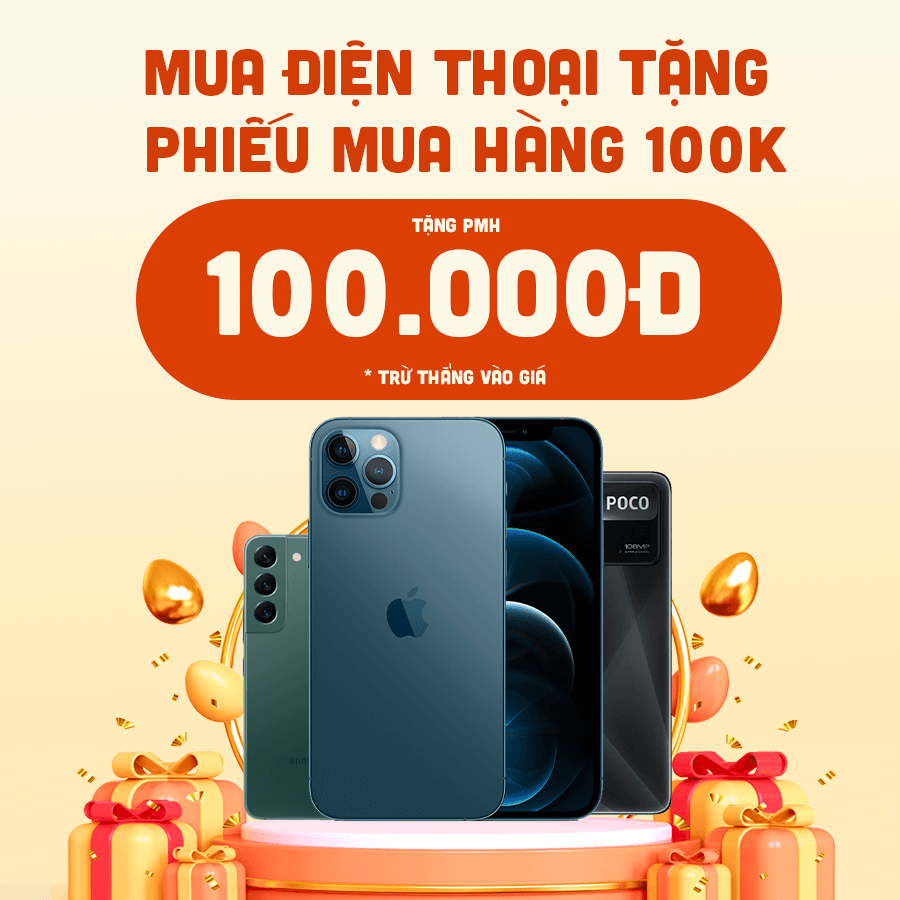 MUA ĐIỆN THOẠI TẶNG
PHIẾU MUA HÀNG 100K
TẶNG PMH
100.000Đ
* TRỪ THẲNG VÀO GIÁ
POCO
108MP